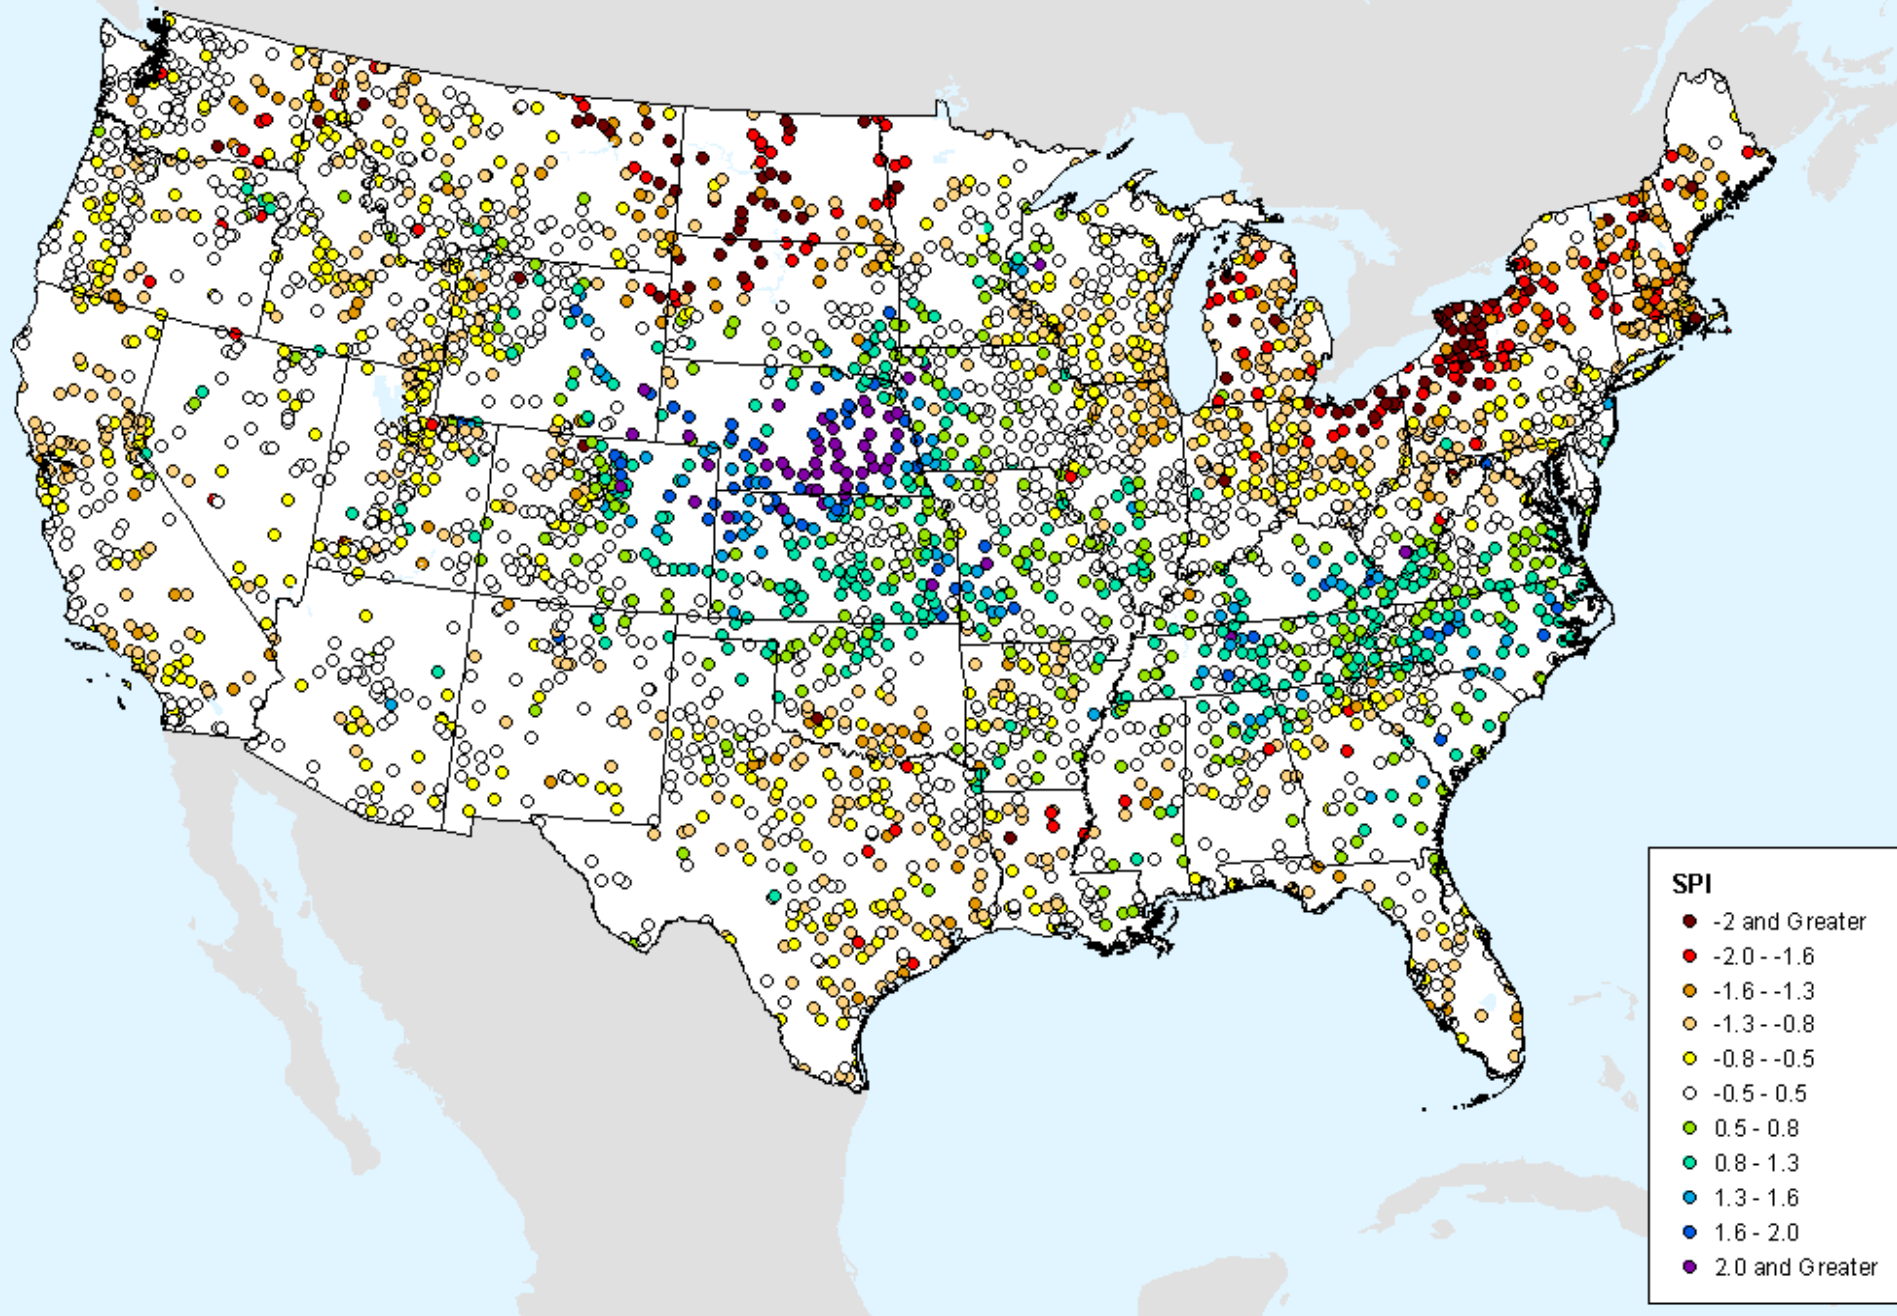 SPI
-2 and Greater
-2.0 - -1.6
-1.6 - -1.3
-1.3 - -0.8
-0.8 - -0.5
-0.5 - 0.5
0.5 - 0.8
0.8 - 1.3
1.3 - 1.6
1.6 - 2.0
2.0 and Greater